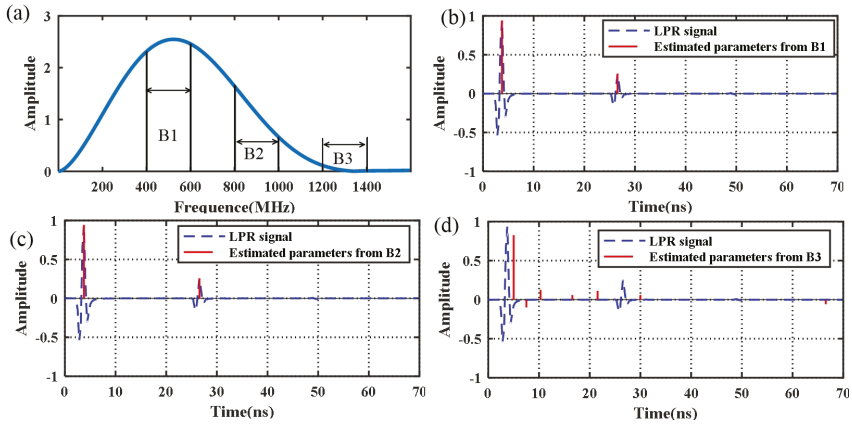 (a)
3
2
1
0
Amplitude
B1
B2
B3
200 400 600 800 1000 1200 1400
Frequence(MHz)
(b)
1
0.5
0
-0.5
-1
Amplitude
LPR signal
Estimated parameters from B1
0 10 20 30 40 50 60 70
Time(ns)
(c)
1
0.5
0
-0.5
-1
Amplitude
LPR signal
Estimated parameters from B2
0 10 20 30 40 50 60 70
Time(ns)
(d)
1
0.5
0
-0.5
-1
Amplitude
LPR signal
Estimated parameters from B3
0 10 20 30 40 50 60 70
Time(ns)